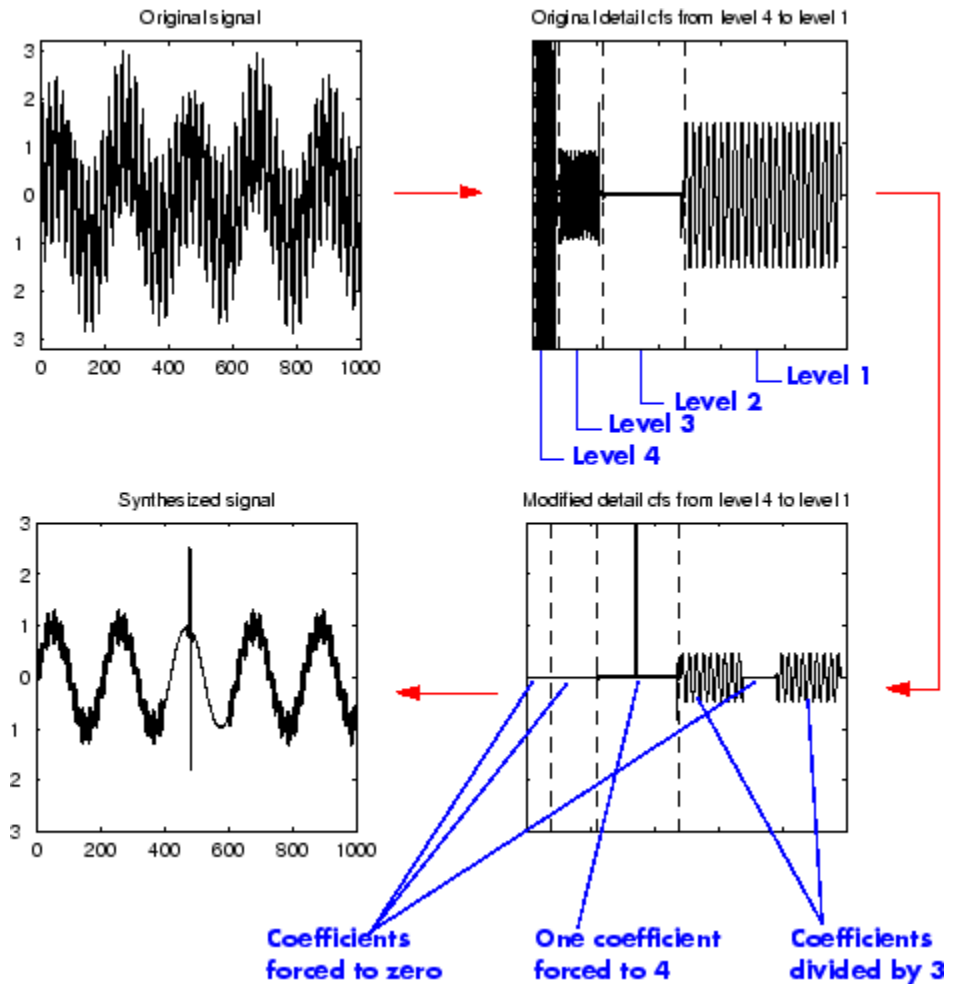 Original signal
Original detail cfs from level 4 to level 1
3
2
1
0
1
2
3
0 200 400 600 800 1000
Level 1
Level 2
Level 3
Level 4
Synthesized signal
Modified detail cfs from level 4 to level 1
3
2
1
0
1
2
3
0 200 400 600 800 1000
Coefficients
forced to zero
One coefficient
forced to 4
Coefficients
divided by 3